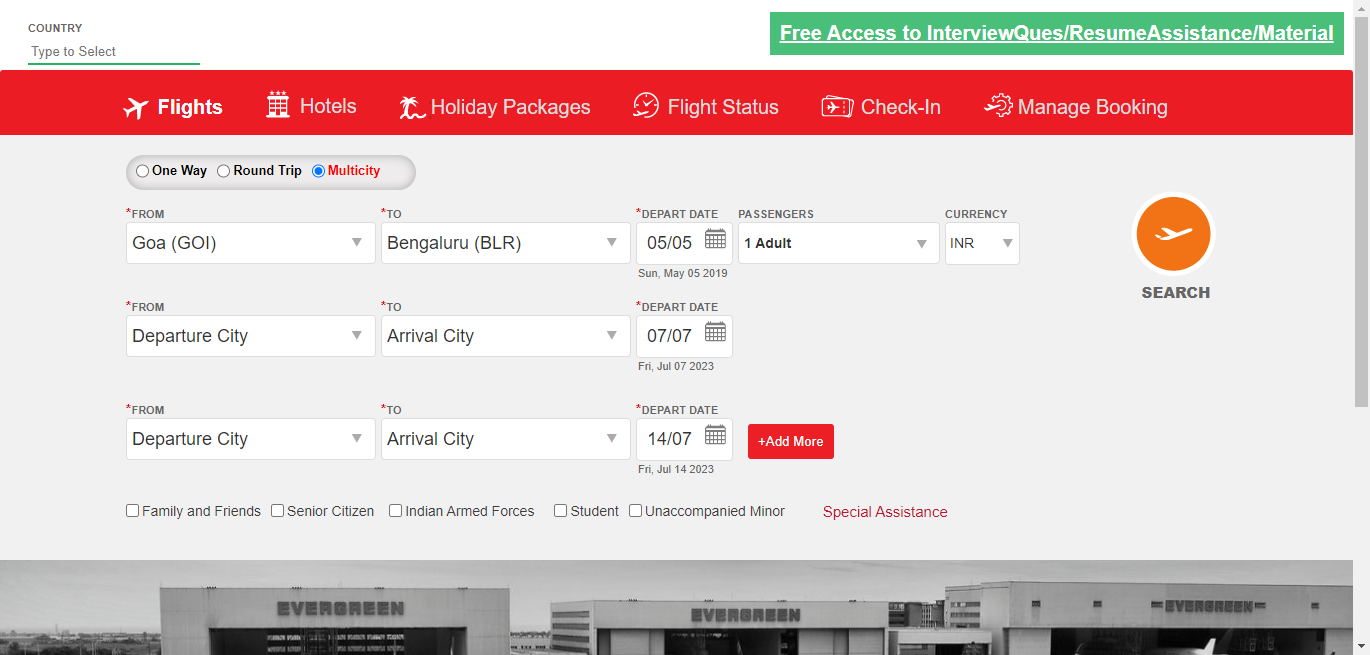 COUNTRY
Type to Select
Free Access to InterviewQues/ResumeAssistance/Material
Flights Hotels Holiday Packages Flight Status Check-In Manage Booking
One Way Round Trip Multicity
*FROM *TO *DEPART DATE PASSENGERS CURRENCY
Goa (GOI) Bengaluru (BLR) 05/05 1 Adult INR
Sun, May 05 2019
SEARCH
*FROM *TO *DEPART DATE
Departure City Arrival City 07/07
Fri, Jul 07 2023
*FROM *TO *DEPART DATE
Departure City Arrival City 14/07 +Add More
Fri, Jul 14 2023
Family and Friends Senior Citizen Indian Armed Forces Student Unaccompanied Minor Special Assistance
EVERGREEN EVERGREEN EVERGREEN